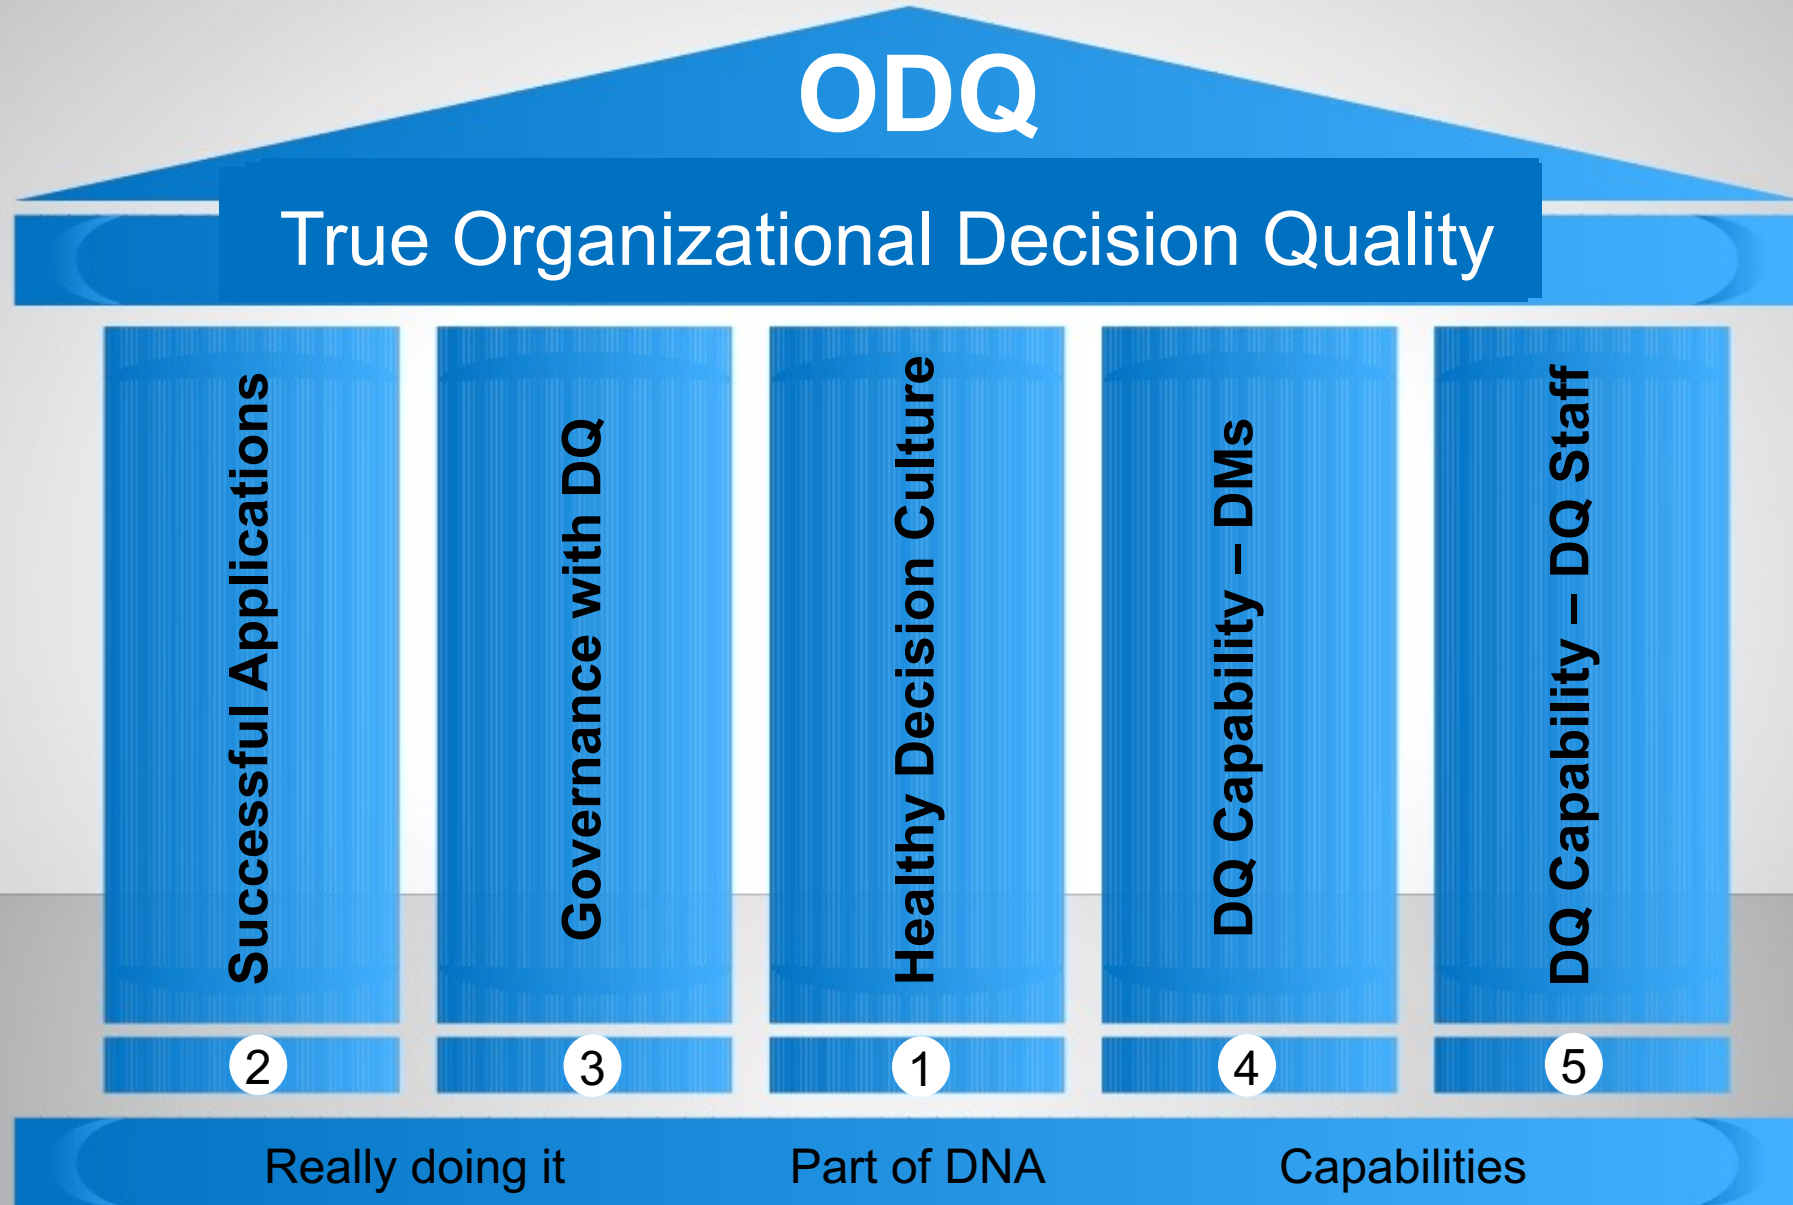 ODQ
True Organizational Decision Quality
Successful Applications
Governance with DQ
Healthy Decision Culture
DQ Capability – DMs
DQ Capability – DQ Staff
2
3
1
4
5
Really doing it
Part of DNA
Capabilities